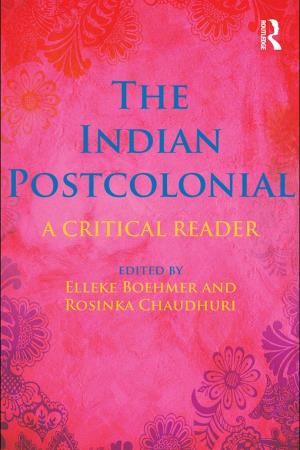 ROUTLEDGE
THE
INDIAN
POSTCOLONIAL
A CRITICAL READER
EDITED BY
ELLEKE BOEHMER AND
ROSINKA CHAUDHURI